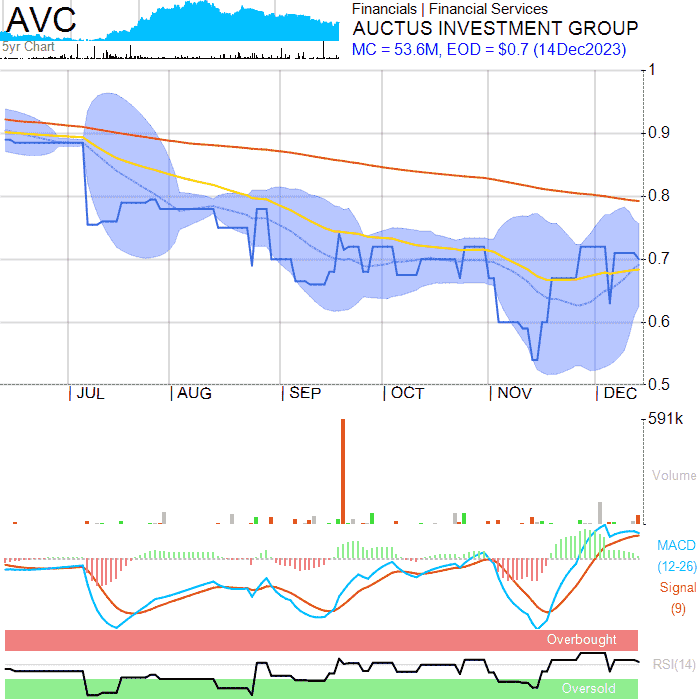 AVC
5yr Chart
Financials | Financial Services
AUCTUS INVESTMENT GROUP
MC = 53.6M, EOD = $0.7 (14Dec2023)
1
0.9
0.8
0.7
0.6
0.5
JUL AUG SEP OCT NOV DEC
591k
Volume
MACD
(12-26)
Signal
(9)
Overbought
RSI(14)
Oversold